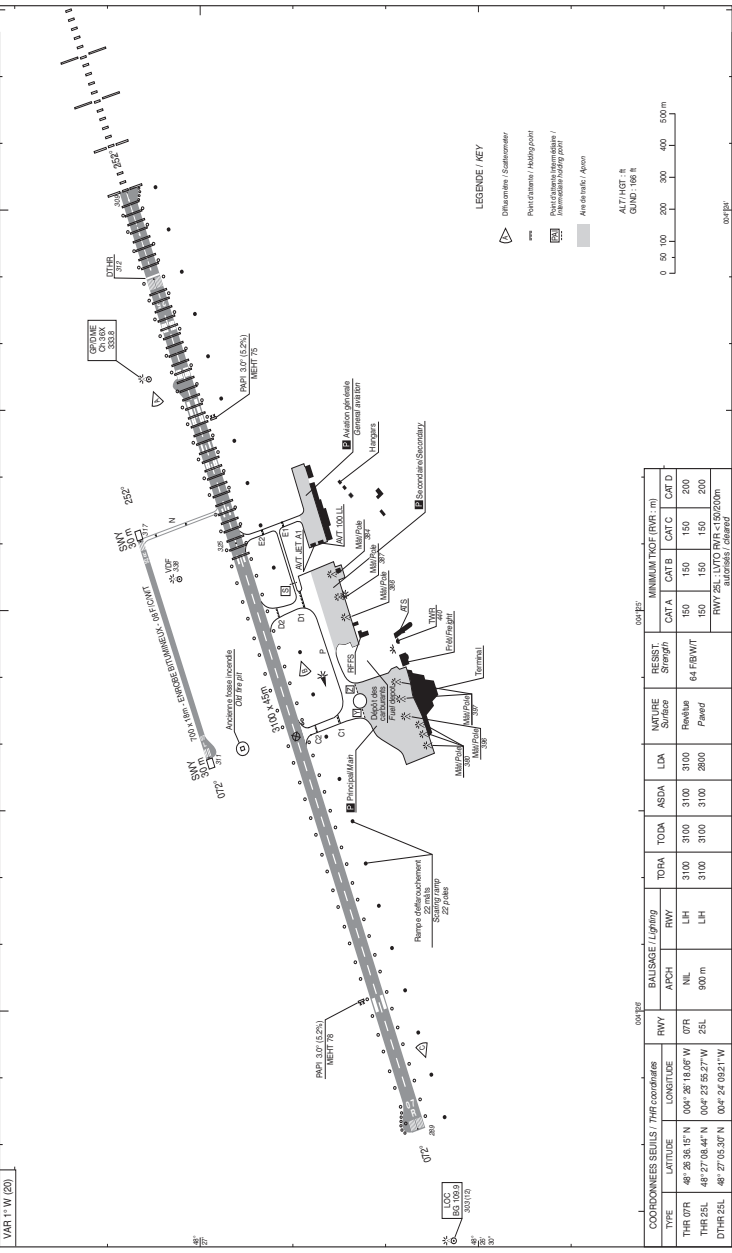 VAR 1° W (20)
252°
309
DTHR
312
GP/DME
Ch 36X
333.8
A
PAPI 3.0° (5.2%)
MEHT 75
252°
SWY
30 m
317
N
VDF
338
335
700 x 18m - ENROBE BITUMINEUX - 08 F/C/W/T
SWY
30 m
311
072°
Ancienne fosse incendie
Old fire pit
3100 x 45m
E2
E1
S
D2
D1
P
B
C2
C1
Y
Z
AVT JET A1
AVT 100 LL
P Aviation générale
General aviation
Hangars
P Secondaire/Secondary
Mât/Pole
384
Mât/Pole
387
Mât/Pole
388
RFFS
ATS
TWR
440
Fret/Freight
Terminal
Dépôt des
carburants
Fuel depot
P Principal/Main
Mât/Pole
397
Mât/Pole
396
Mât/Pole
380
Rampe d'effarouchement
22 mâts
Scaring ramp
22 poles
PAPI 3.0° (5.2%)
MEHT 78
C
07
R
289
072°
LOC
BG 109.9
303 (12)
48°
27'
48°
26'
30"
004°26'
004°25'
004°24'
LEGENDE / KEY
A
Diffusomètre / Scatterometer
Point d'attente / Holding point
PAI
Point d'attente intermédiaire /
Intermediate holding point
Aire de trafic / Apron
ALT / HGT : ft
GUND : 166 ft
0 50 100 200 300 400 500 m
COORDONNEES SEUILS / THR coordinates
TYPE LATITUDE LONGITUDE
THR 07R 48° 26' 36.15" N 004° 26' 18.06" W
THR 25L 48° 27' 08.44" N 004° 23' 55.27" W
DTHR 25L 48° 27' 05.30" N 004° 24' 09.21" W
RWY
07R
25L
BALISAGE / Lighting
APCH RWY
NIL LIH
900 m LIH
TORA TODA ASDA LDA
3100 3100 3100 3100
3100 3100 3100 2800
NATURE
Surface
Revêtue
Paved
RESIST.
Strength
64 F/B/W/T
MINIMUM TKOF (RVR : m)
CAT A CAT B CAT C CAT D
150 150 150 200
150 150 150 200
RWY 25L : LVTO RVR <150/200m
autorisés / cleared